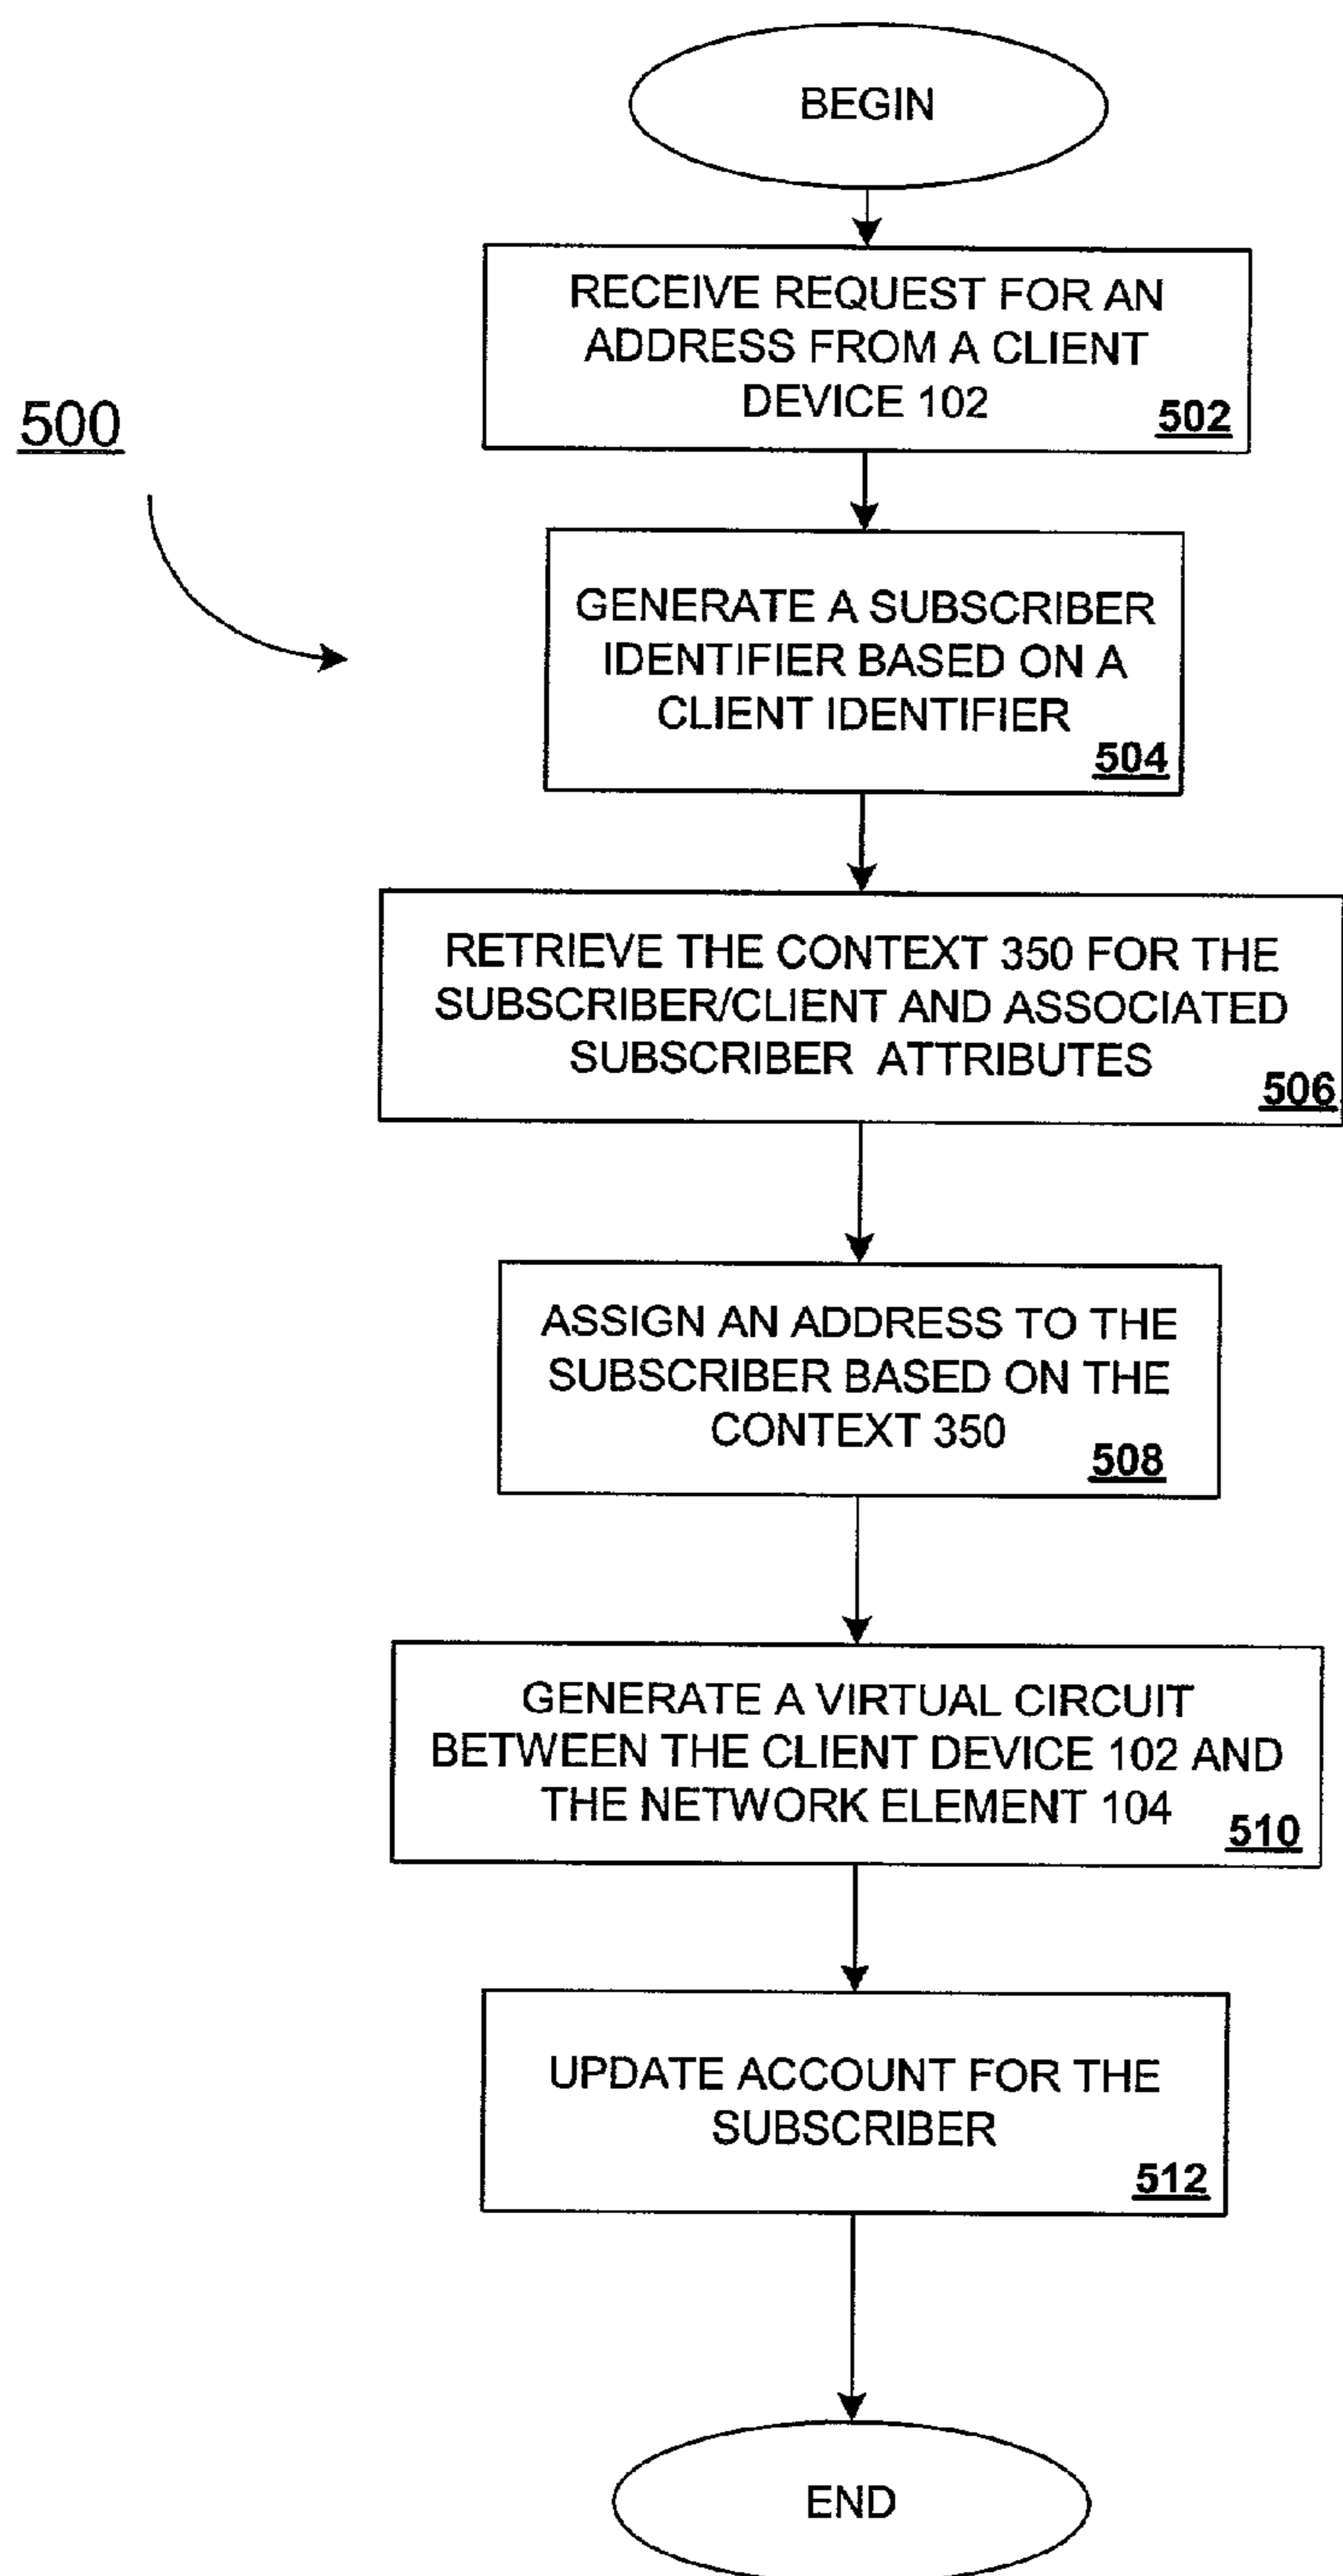 BEGIN
RECEIVE REQUEST FOR AN
ADDRESS FROM A CLIENT
DEVICE 102
502
500
GENERATE A SUBSCRIBER
IDENTIFIER BASED ON A
CLIENT IDENTIFIER
504
RETRIEVE THE CONTEXT 350 FOR THE
SUBSCRIBER/CLIENT AND ASSOCIATED
SUBSCRIBER ATTRIBUTES
506
ASSIGN AN ADDRESS TO THE
SUBSCRIBER BASED ON THE
CONTEXT 350
508
GENERATE A VIRTUAL CIRCUIT
BETWEEN THE CLIENT DEVICE 102 AND
THE NETWORK ELEMENT 104
510
UPDATE ACCOUNT FOR THE
SUBSCRIBER
512
END